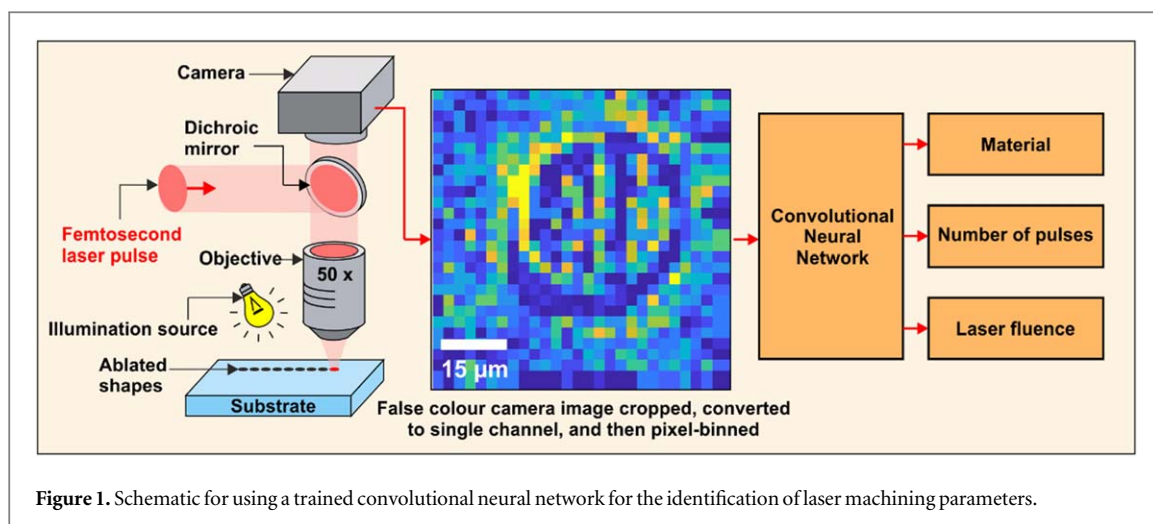 Camera
Dichroic
mirror
Femtosecond
laser pulse
Objective
50 x
Illumination source
Ablated
shapes
Substrate
15 μm
False colour camera image cropped, converted
to single channel, and then pixel-binned
Convolutional
Neural
Network
Material
Number of pulses
Laser fluence
Figure 1. Schematic for using a trained convolutional neural network for the identification of laser machining parameters.